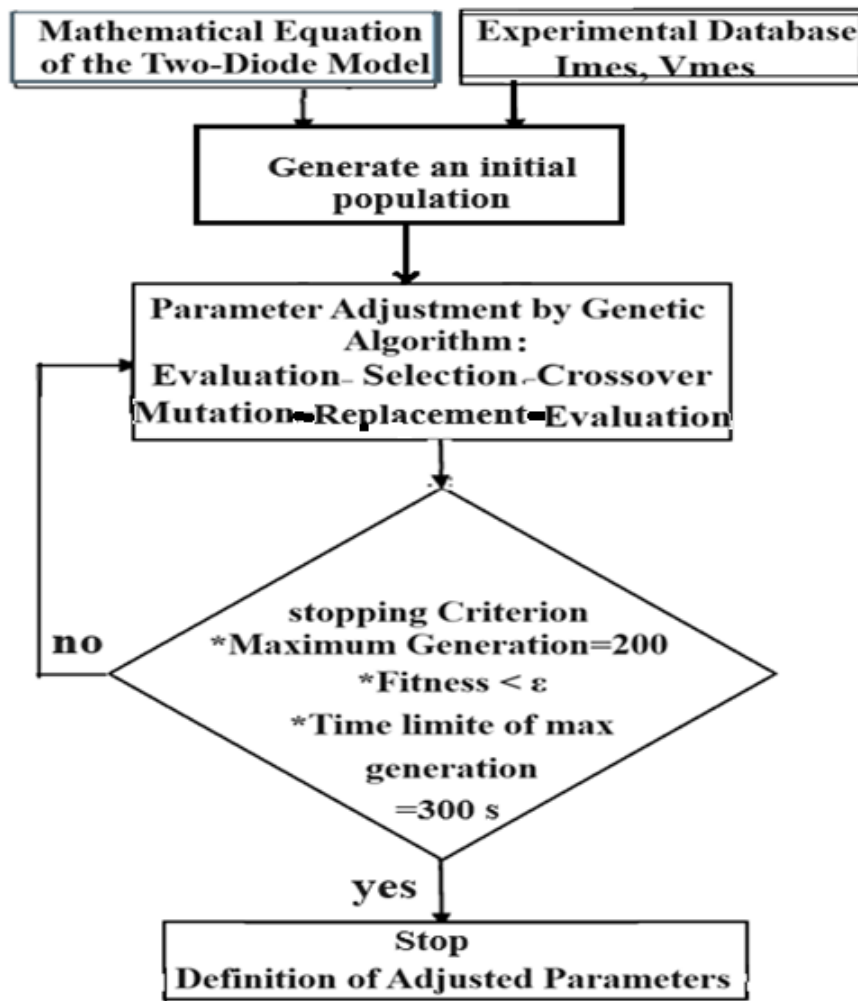 Mathematical Equation
of the Two-Diode Model
Experimental Database
Imes, Vmes
Generate an initial
population
Parameter Adjustment by Genetic
Algorithm:
Evaluation- Selection-Crossover
Mutation-Replacement-Evaluation
stopping Criterion
*Maximum Generation=200
*Fitness < ε
*Time limite of max
generation
=300 s
no
yes
Stop
Definition of Adjusted Parameters